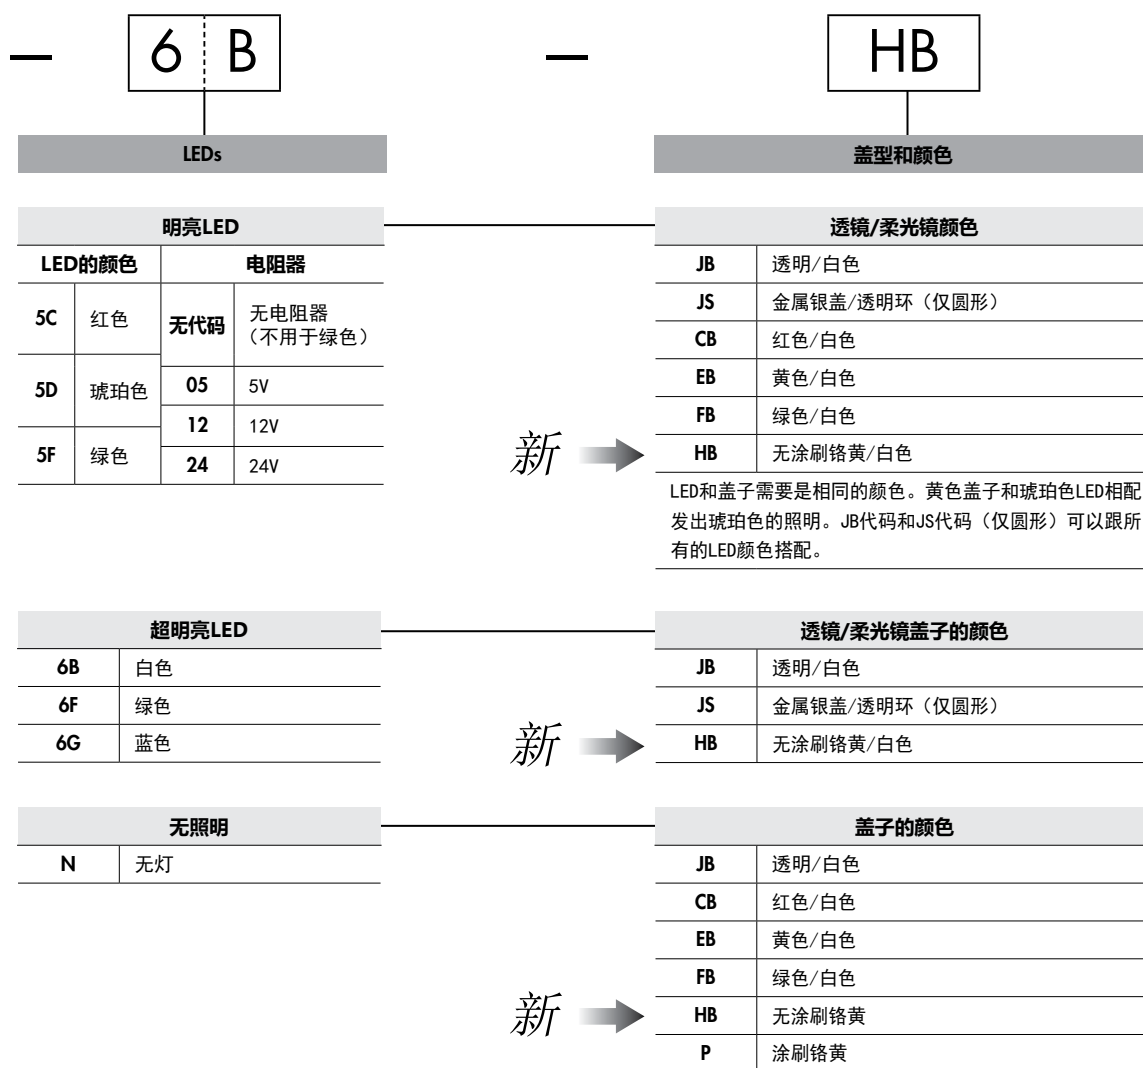 — 6 B — HB
LEDs
盖型和颜色
明亮LED
LED的颜色 电阻器
5C 红色
5D 琥珀色
5F 绿色
无代码 无电阻器
（不用于绿色）
05 5V
12 12V
24 24V
透镜/柔光镜颜色
JB 透明/白色
JS 金属银盖/透明环（仅圆形）
CB 红色/白色
EB 黄色/白色
FB 绿色/白色
新 HB 无涂刷铬黄/白色
LED和盖子需要是相同的颜色。黄色盖子和琥珀色LED相配
发出琥珀色的照明。JB代码和JS代码（仅圆形）可以跟所
有的LED颜色搭配。
超明亮LED
6B 白色
6F 绿色
6G 蓝色
透镜/柔光镜盖子的颜色
JB 透明/白色
JS 金属银盖/透明环（仅圆形）
新 HB 无涂刷铬黄/白色
无照明
N 无灯
盖子的颜色
JB 透明/白色
CB 红色/白色
EB 黄色/白色
FB 绿色/白色
新 HB 无涂刷铬黄
P 涂刷铬黄